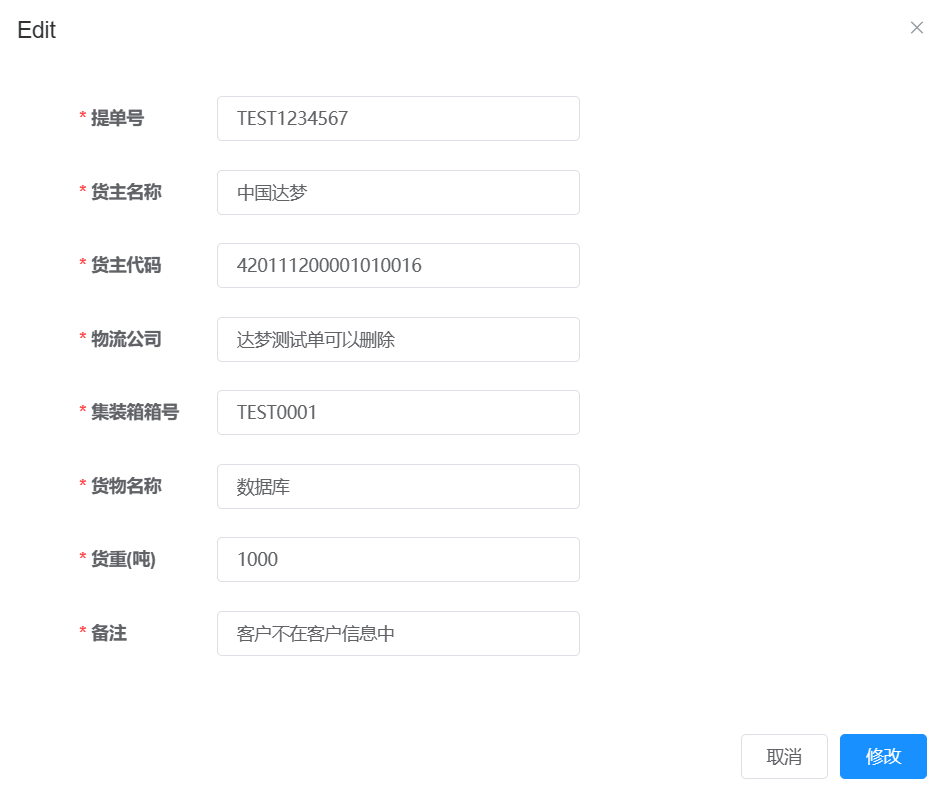 Edit
* 提单号 TEST1234567
* 货主名称 中国达梦
* 货主代码 420111200001010016
* 物流公司 达梦测试单可以删除
* 集装箱箱号 TEST0001
* 货物名称 数据库
* 货重(吨) 1000
* 备注 客户不在客户信息中
取消 修改